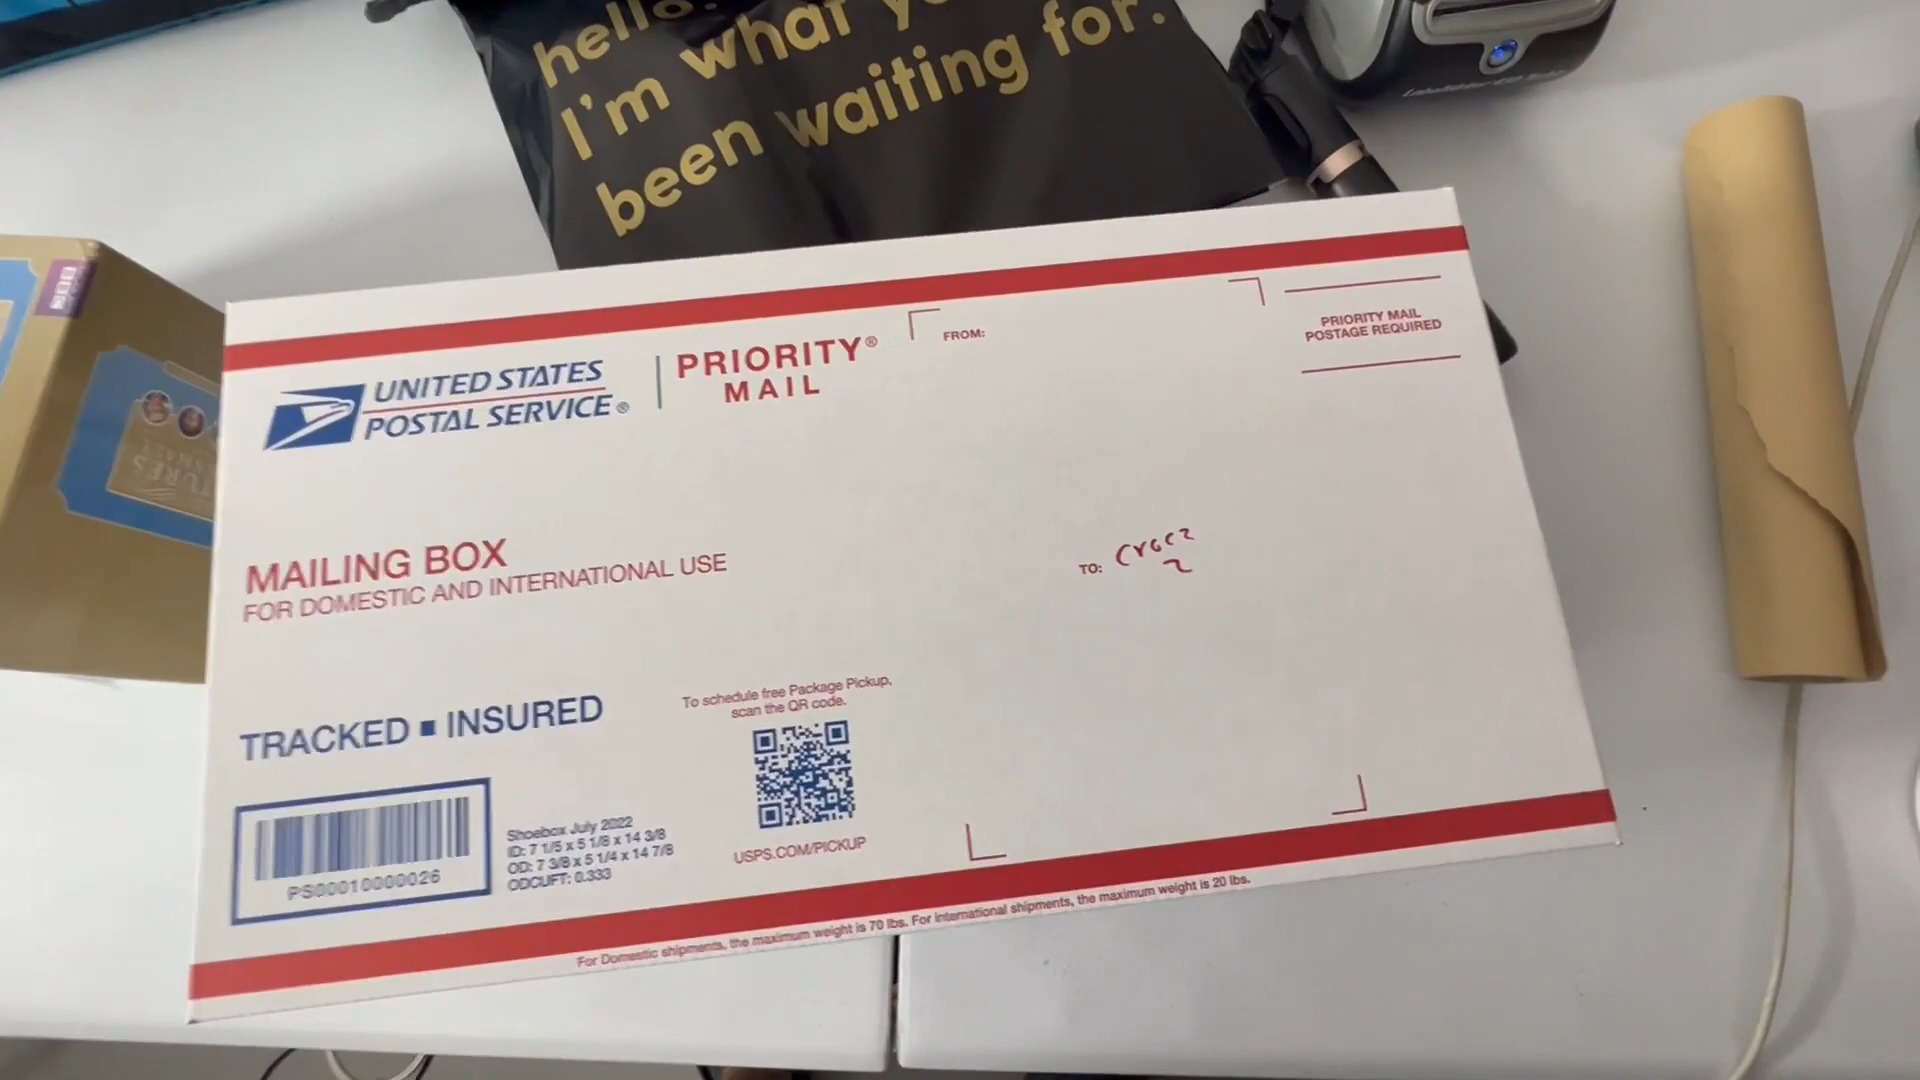 hello.
I'm what
been waiting for.
UNITED STATES
POSTAL SERVICE®
PRIORITY®
MAIL
FROM:
PRIORITY MAIL
POSTAGE REQUIRED
MAILING BOX
FOR DOMESTIC AND INTERNATIONAL USE
TO:
2
TRACKED ■ INSURED
To schedule free Package Pickup,
scan the QR code.
USPS.COM/PICKUP
PS00010000026
Shoebox July 2022
ID: 7 1/5 x 5 1/8 x 14 3/8
OD: 7 3/8 x 5 1/4 x 14 7/8
ODCUFT: 0.333
For Domestic shipments, the maximum weight is 70 lbs. For International shipments, the maximum weight is 20 lbs.